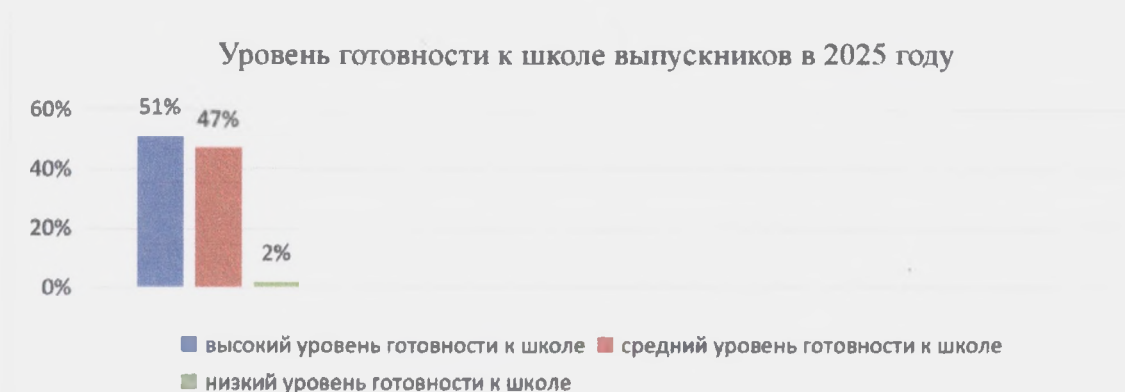 Уровень готовности к школе выпускников в 2025 году
60%
51%
47%
40%
20%
2%
0%
высокий уровень готовности к школе
средний уровень готовности к школе
низкий уровень готовности к школе